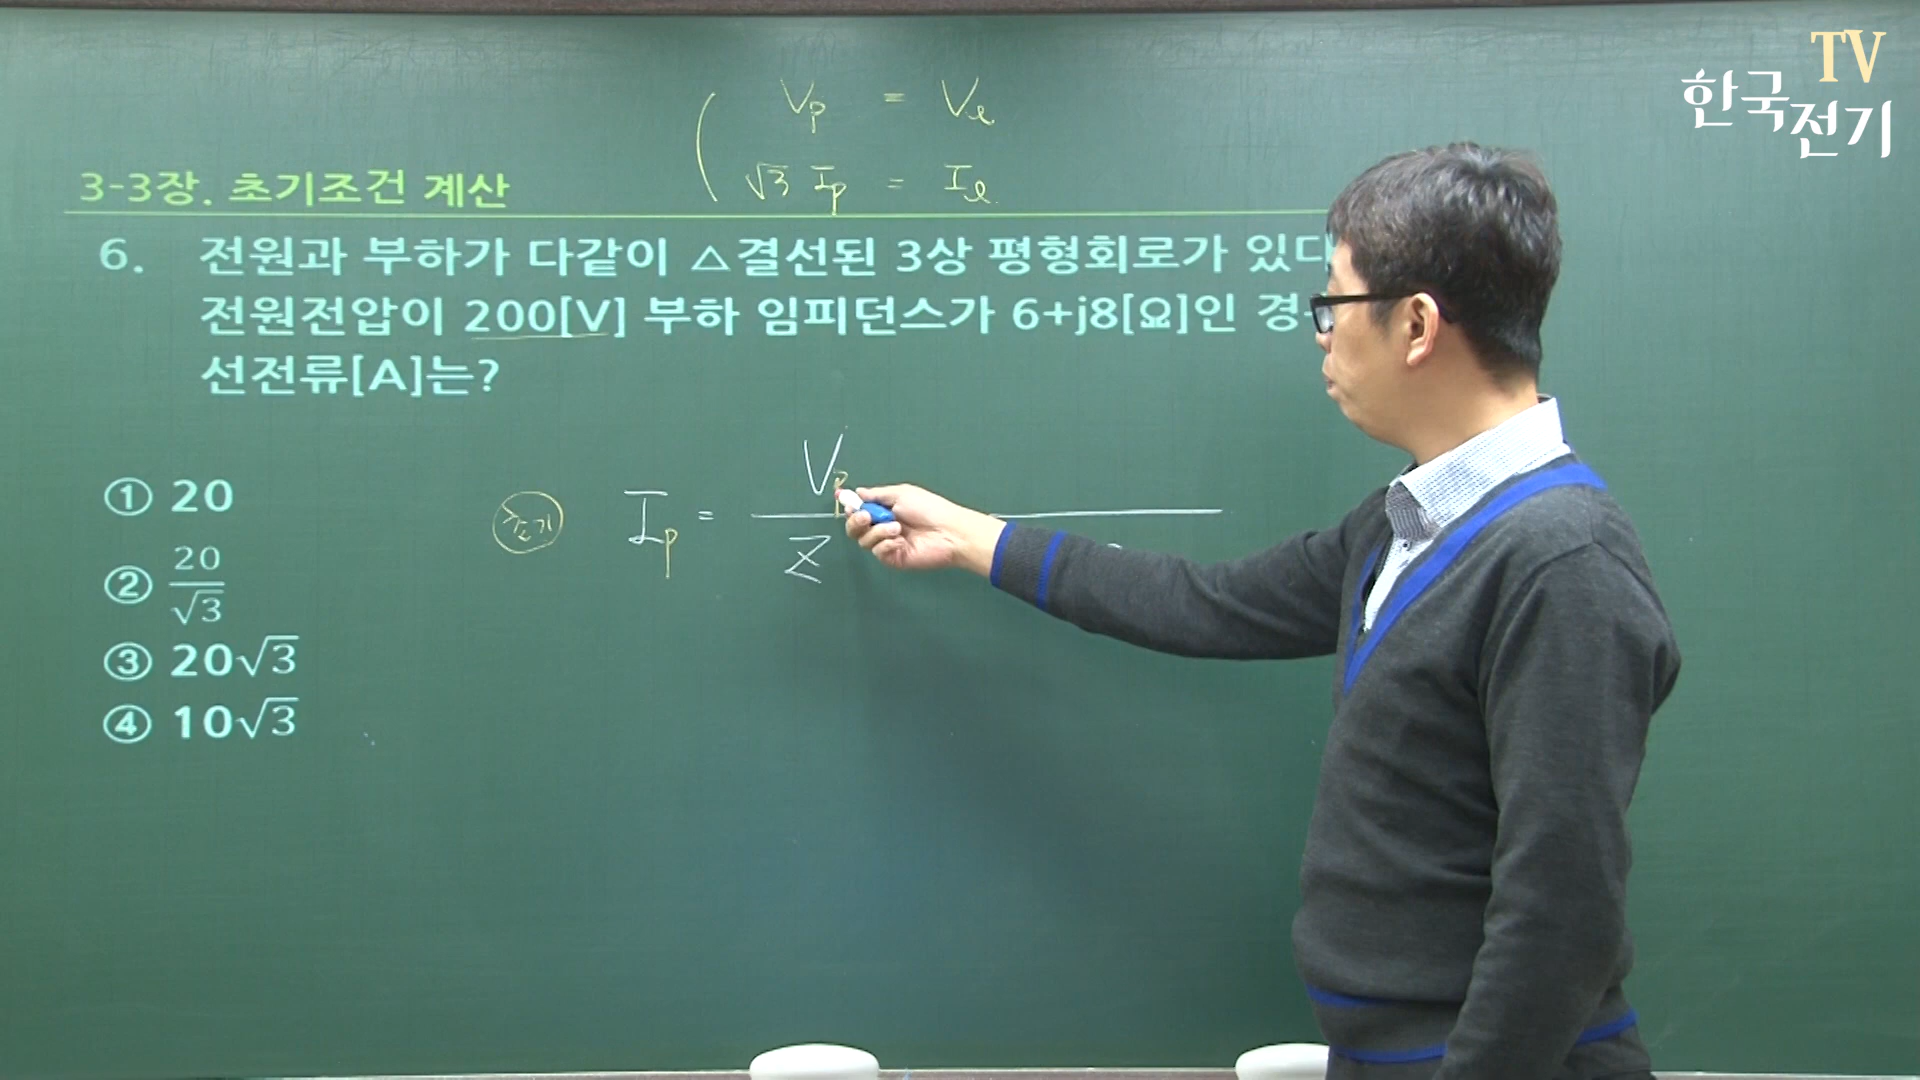 TV
한국전기
Vp = Vl
√3 Ip = Il
3-3장. 초기조건 계산
6. 전원과 부하가 다같이 △결선된 3상 평형회로가 있다
전원전압이 200[V] 부하 임피던스가 6+j8[Ω]인
선전류[A]는?
① 20
② 20/√3
③ 20√3
④ 10√3
초기 Ip = Vp
Z